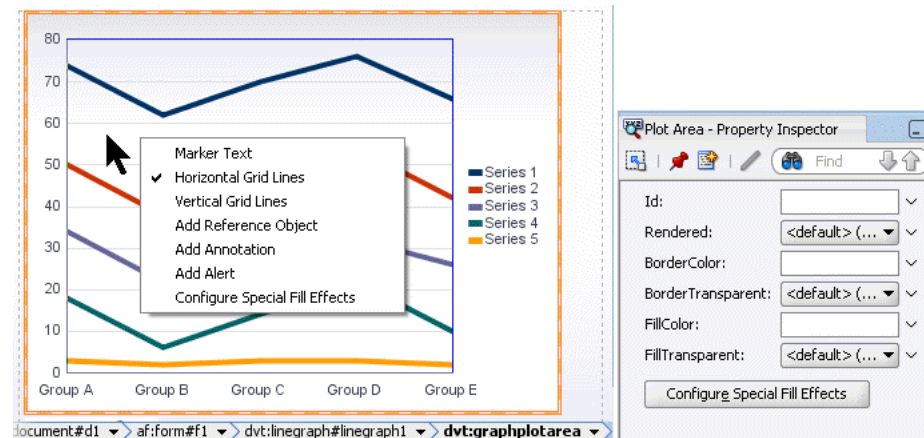 80
70
60
50
40
30
20
10
0
Group A Group B Group C Group D Group E
Marker Text
Horizontal Grid Lines
Vertical Grid Lines
Add Reference Object
Add Annotation
Add Alert
Configure Special Fill Effects
Series 1
Series 2
Series 3
Series 4
Series 5
document#d1 af:form#f1 dvt:linegraph#linegraph1 dvt:graphplotarea
Plot Area - Property Inspector
Find
Id:
Rendered: <default> (...
BorderColor:
BorderTransparent: <default> (...
FillColor:
FillTransparent: <default> (...
Configure Special Fill Effects